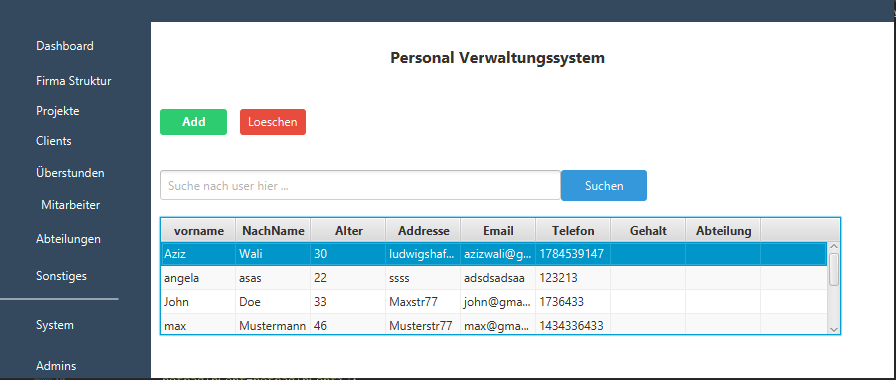 Personal Verwaltungssystem
Dashboard
Firma Struktur
Projekte
Clients
Überstunden
Mitarbeiter
Abteilungen
Sonstiges
System
Admins
Add Loeschen
Suche nach user hier ... Suchen
vorname NachName Alter Addresse Email Telefon Gehalt Abteilung
Aziz Wali 30 ludwigshaf... azizwali@g... 1784539147
angela asas 22 ssss adsdsadsaa 123213
John Doe 33 Maxstr77 john@gma... 1736433
max Mustermann 46 Musterstr77 max@gma... 1434336433